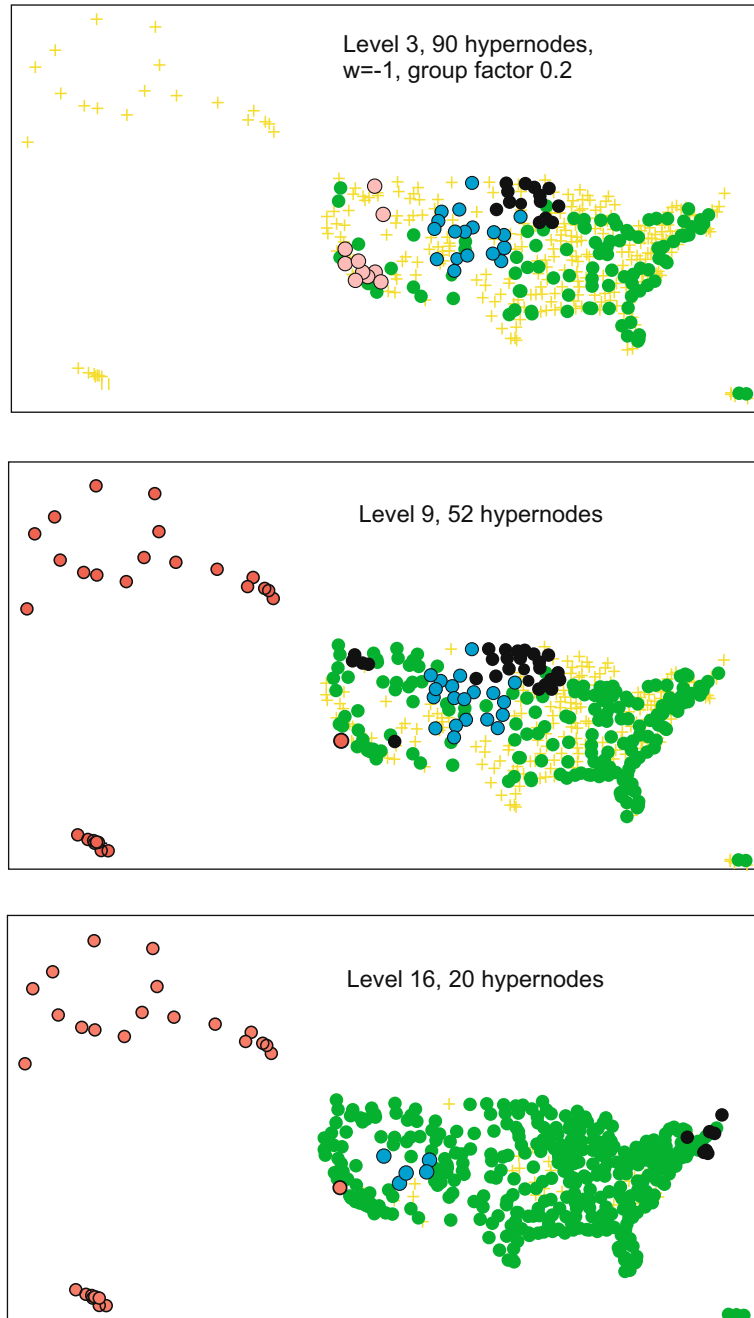 Level 3, 90 hypernodes,
w=-1, group factor 0.2
Level 9, 52 hypernodes
Level 16, 20 hypernodes